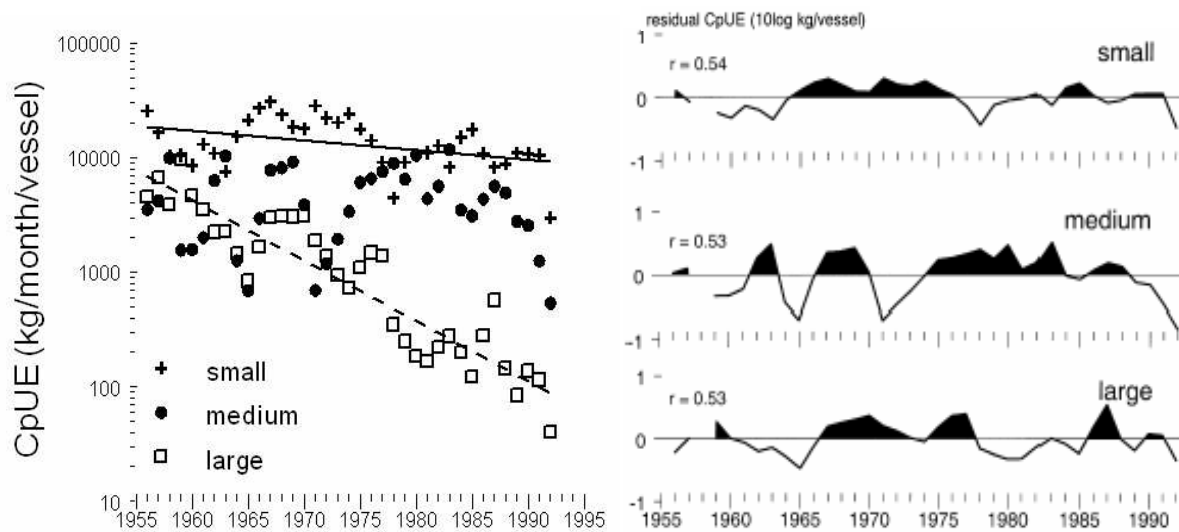 CpUE (kg/month/vessel)
100000
10000
1000
100
10
small
medium
large
1955 1960 1965 1970 1975 1980 1985 1990 1995
residual CpUE (10log kg/vessel)
1
small
r = 0.54
0
-1
1
medium
r = 0.53
0
-1
1
large
r = 0.53
0
-1
1955 1960 1965 1970 1975 1980 1985 1990